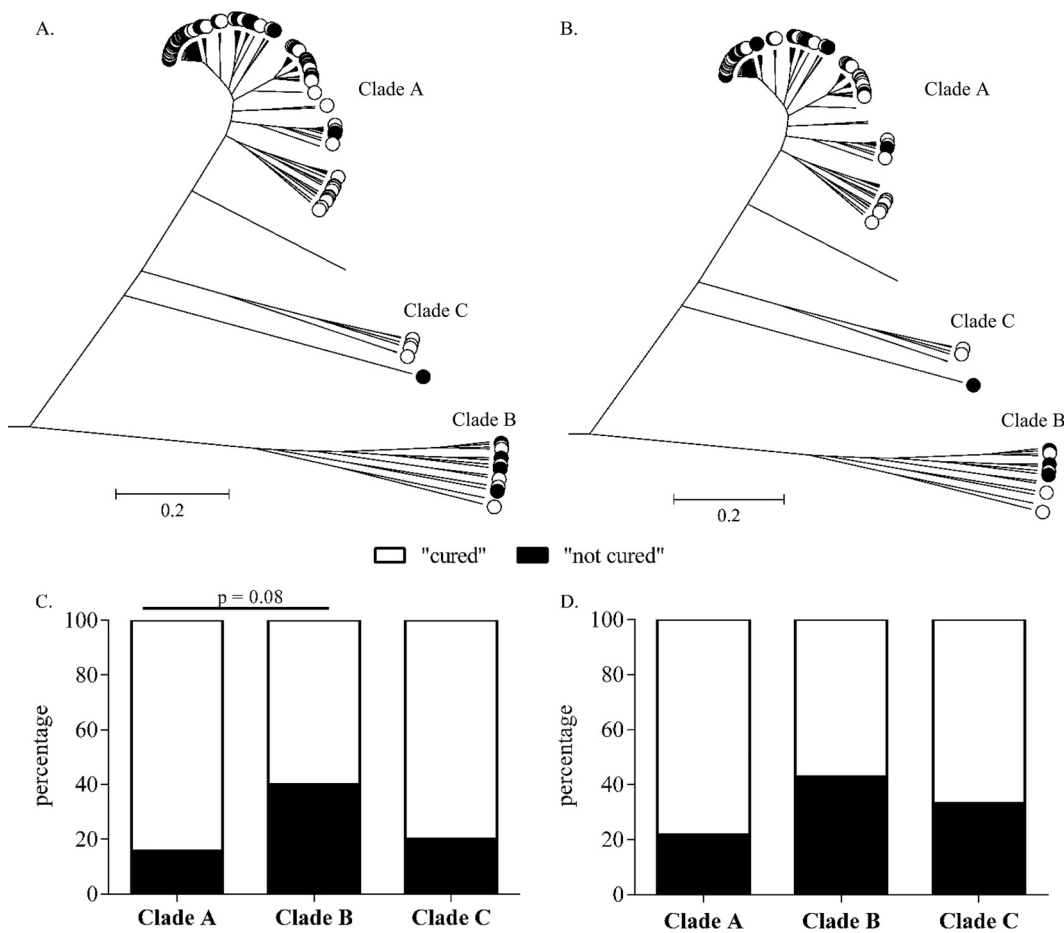 A.
Clade A
Clade C
Clade B
0.2
B.
Clade A
Clade C
Clade B
0.2
"cured" "not cured"
C.
p = 0.08
100
80
60
40
20
0
percentage
Clade A Clade B Clade C
D.
100
80
60
40
20
0
percentage
Clade A Clade B Clade C